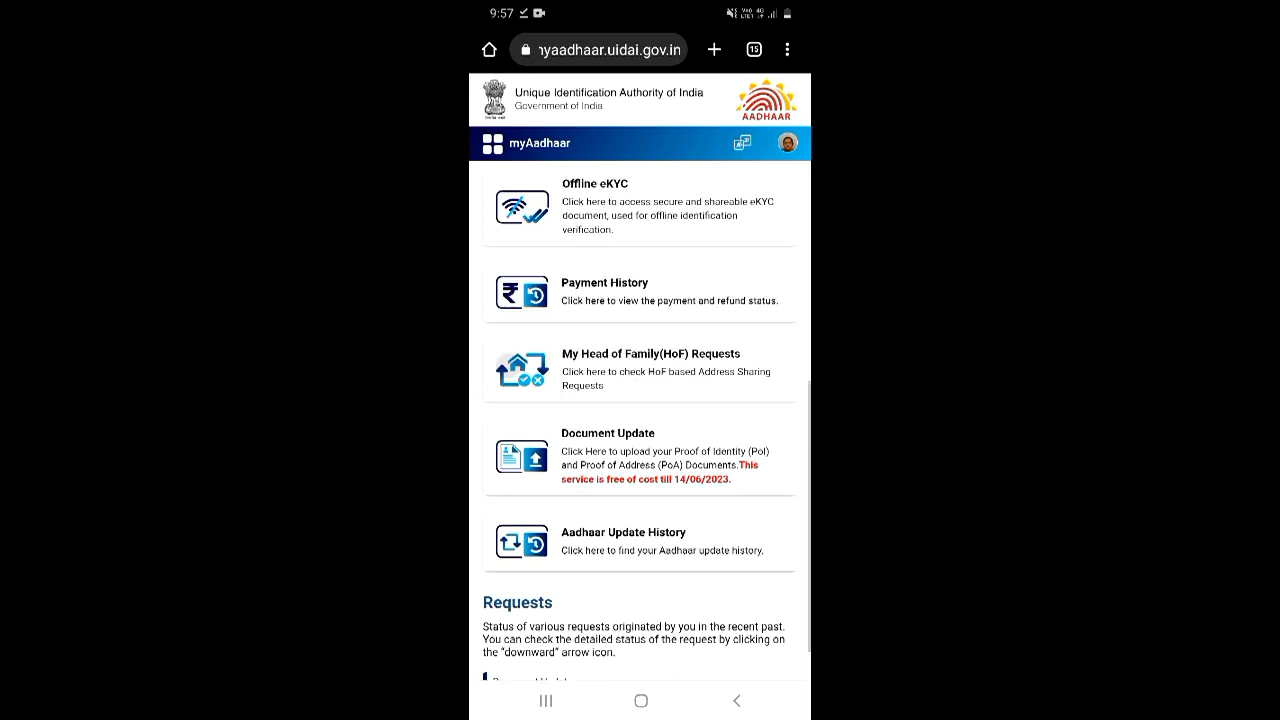 9:57
Vo) 4G
LTE1
nyaadhaar.uidai.gov.in
15
Unique Identification Authority of India
Government of India
AADHAAR
myAadhaar
Offline eKYC
Click here to access secure and shareable eKYC
document, used for offline identification
verification.
Payment History
Click here to view the payment and refund status.
My Head of Family(HoF) Requests
Click here to check HoF based Address Sharing
Requests
Document Update
Click Here to upload your Proof of Identity (PoI)
and Proof of Address (PoA) Documents.This
service is free of cost till 14/06/2023.
Aadhaar Update History
Click here to find your Aadhaar update history.
Requests
Status of various requests originated by you in the recent past.
You can check the detailed status of the request by clicking on
the "downward" arrow icon.